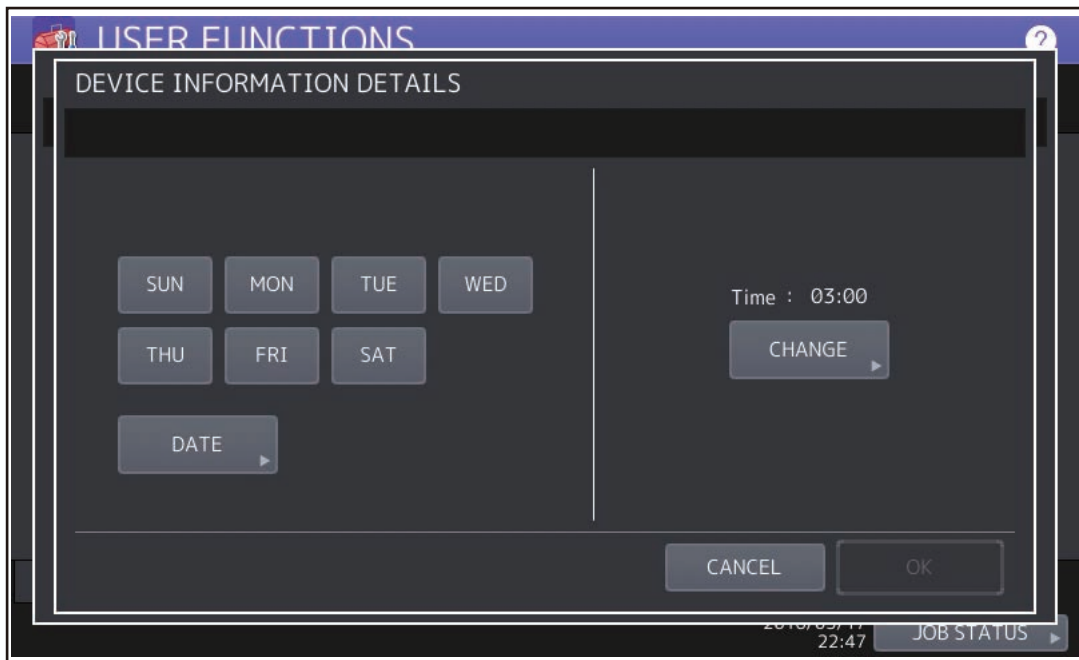 USER FUNCTIONS
?
DEVICE INFORMATION DETAILS
SUN MON TUE WED
Time : 03:00
THU FRI SAT
CHANGE
DATE
CANCEL OK
22:47
JOB STATUS